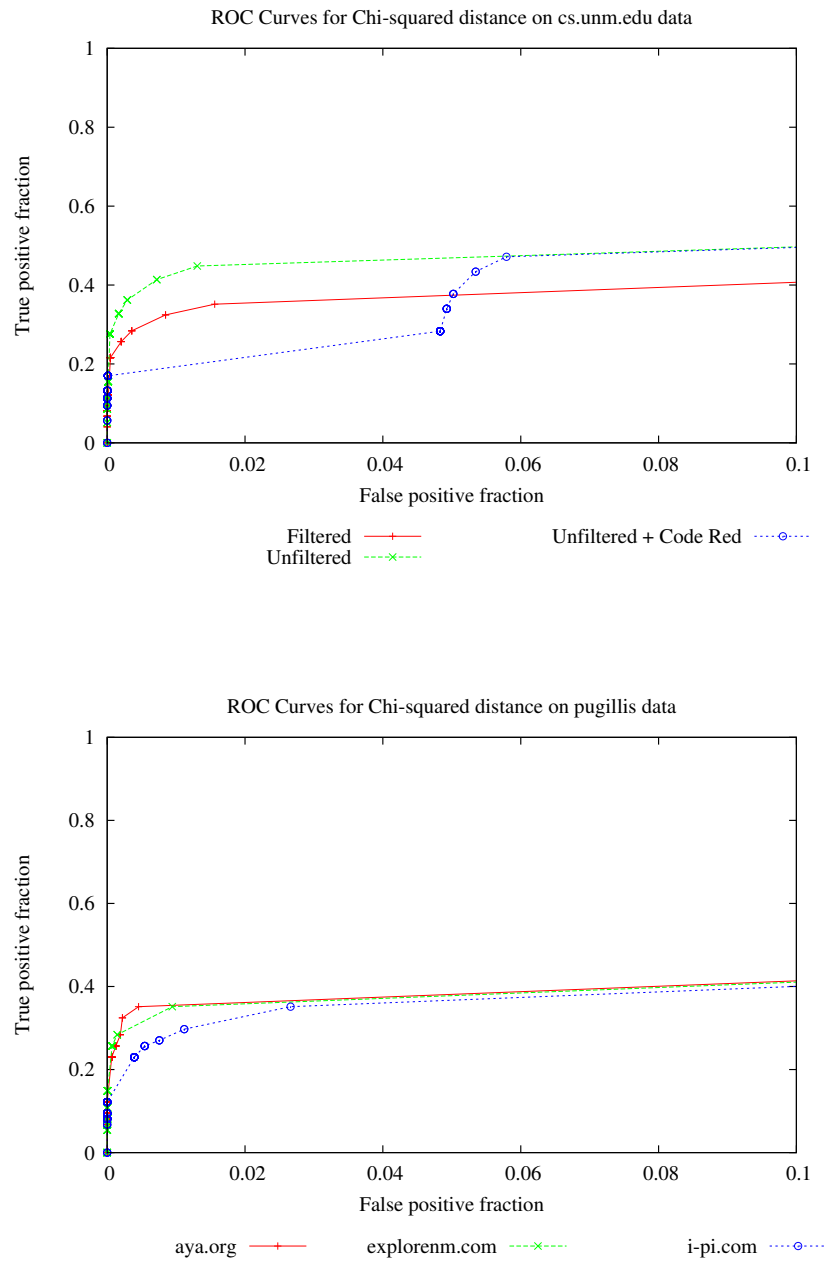 ROC Curves for Chi-squared distance on cs.unm.edu data
1
0.8
0.6
0.4
0.2
0
True positive fraction
0 0.02 0.04 0.06 0.08 0.1
False positive fraction
Filtered
Unfiltered
Unfiltered + Code Red
ROC Curves for Chi-squared distance on pugillis data
1
0.8
0.6
0.4
0.2
0
True positive fraction
0 0.02 0.04 0.06 0.08 0.1
False positive fraction
aya.org explorenm.com i-pi.com